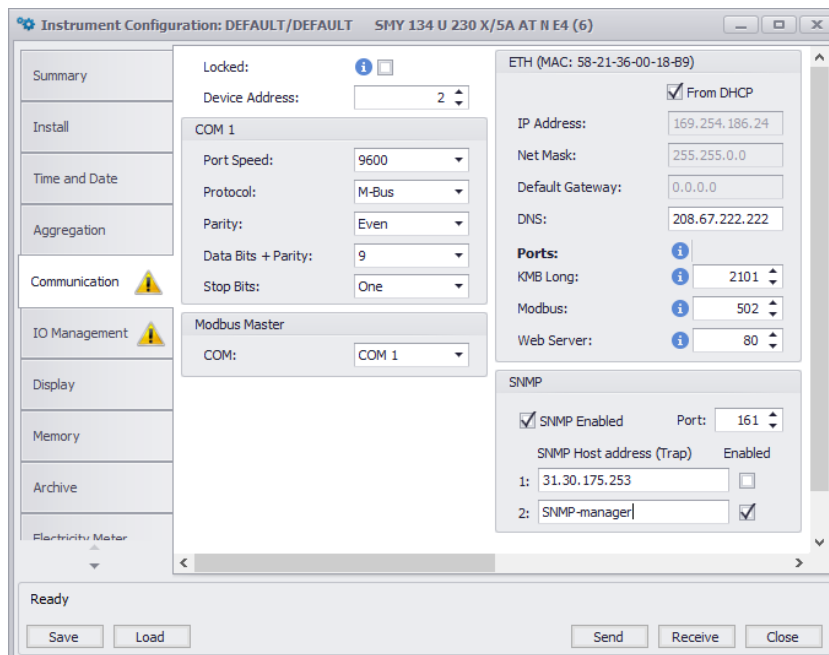 Instrument Configuration: DEFAULT/DEFAULT SMY 134 U 230 X/5A AT N E4 (6)
Summary
Install
Time and Date
Aggregation
Communication
IO Management
Display
Memory
Archive
Electricity Meter
Locked:
Device Address: 2
COM 1
Port Speed: 9600
Protocol: M-Bus
Parity: Even
Data Bits + Parity: 9
Stop Bits: One
Modbus Master
COM: COM 1
ETH (MAC: 58-21-36-00-18-B9)
From DHCP
IP Address: 169.254.186.24
Net Mask: 255.255.0.0
Default Gateway: 0.0.0.0
DNS: 208.67.222.222
Ports:
KMB Long: 2101
Modbus: 502
Web Server: 80
SNMP
SNMP Enabled Port: 161
SNMP Host address (Trap) Enabled
1: 31.30.175.253
2: SNMP-manager
Ready
Save Load Send Receive Close